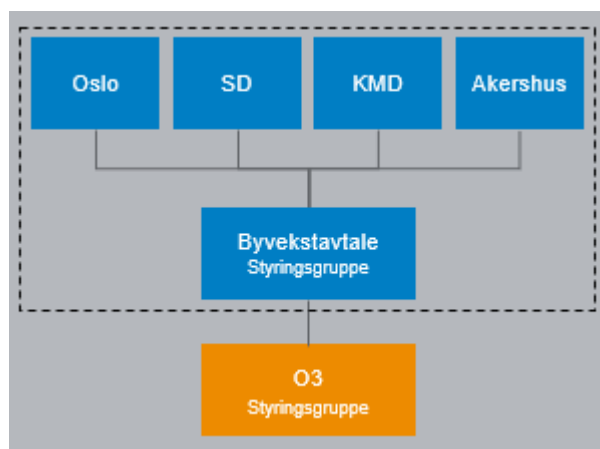 Oslo
SD
KMD
Akershus
Byvekstavtale
Styringsgruppe
O3
Styringsgruppe